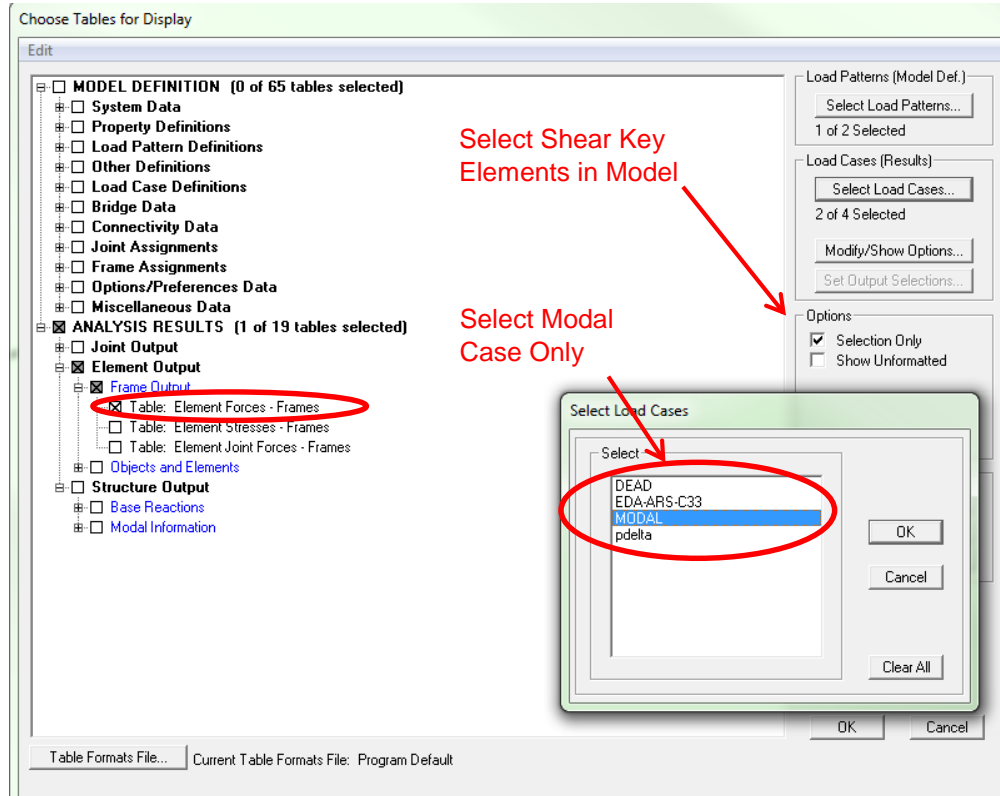 Choose Tables for Display
Edit
MODEL DEFINITION (0 of 65 tables selected)
System Data
Property Definitions
Load Pattern Definitions
Other Definitions
Load Case Definitions
Bridge Data
Connectivity Data
Joint Assignments
Frame Assignments
Options/Preferences Data
Miscellaneous Data
ANALYSIS RESULTS (1 of 19 tables selected)
Joint Output
Element Output
Frame Output
Table: Element Forces - Frames
Table: Element Stresses - Frames
Table: Element Joint Forces - Frames
Objects and Elements
Structure Output
Base Reactions
Modal Information
Select Shear Key
Elements in Model
Select Modal
Case Only
Load Patterns (Model Def.)
Select Load Patterns...
1 of 2 Selected
Load Cases (Results)
Select Load Cases...
2 of 4 Selected
Modify/Show Options...
Set Output Selections...
Options
Selection Only
Show Unformatted
Select Load Cases
Select
DEAD
EDA-ARS-C33
MODAL
pdelta
OK
Cancel
Clear All
OK
Cancel
Table Formats File...
Current Table Formats File: Program Default